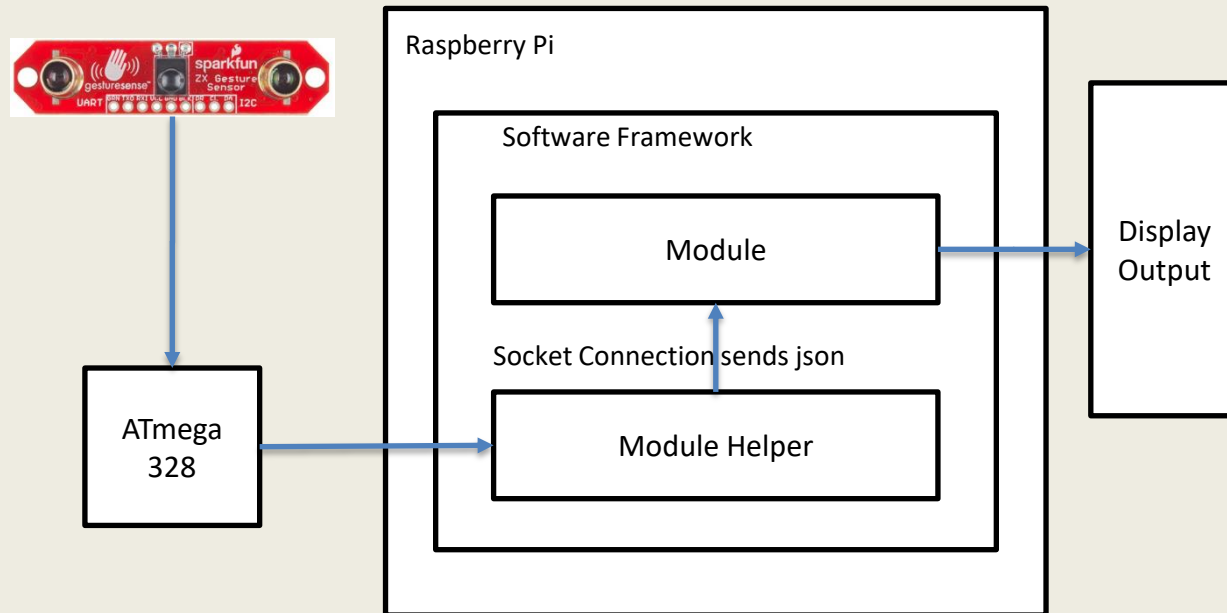 Raspberry Pi
gesturesense™
sparkfun
ZX Gesture
Sensor
UART
I2C
Software Framework
Module
Display
Output
Socket Connection sends json
ATmega
328
Module Helper